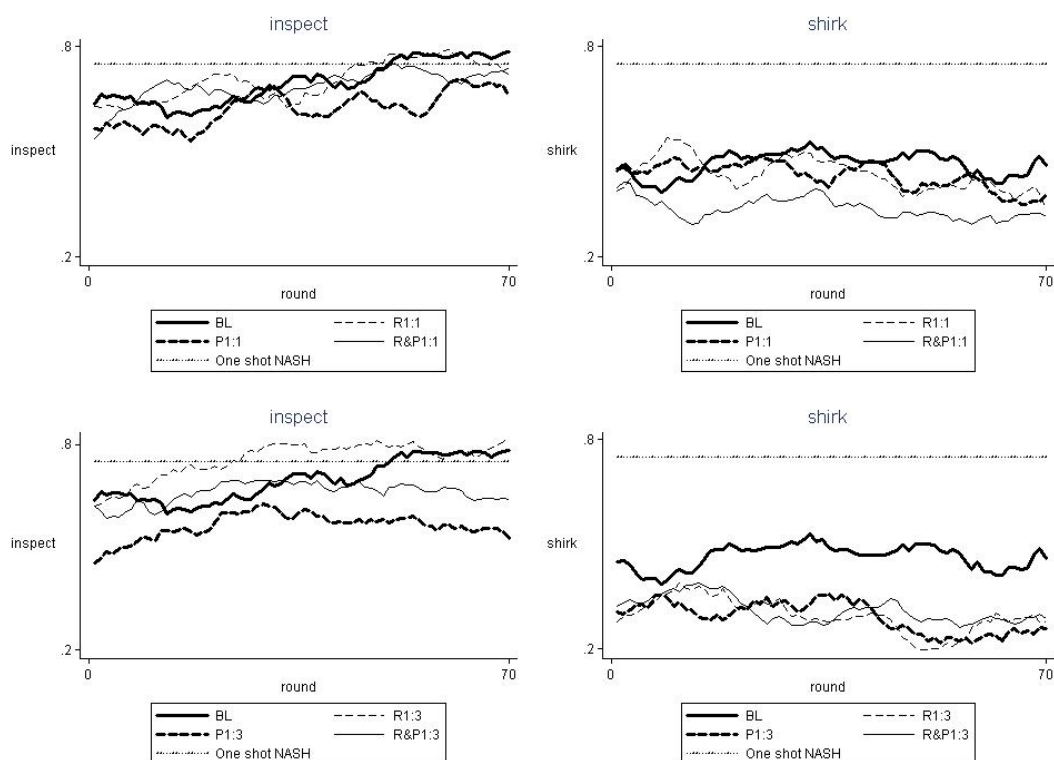 inspect
.8
inspect
.2
0
70
round
BL
R1:1
P1:1
R&P1:1
One shot NASH
shirk
.8
shirk
.2
0
70
round
BL
R1:1
P1:1
R&P1:1
One shot NASH
inspect
.8
inspect
.2
0
70
round
BL
R1:3
P1:3
R&P1:3
One shot NASH
shirk
.8
shirk
.2
0
70
round
BL
R1:3
P1:3
R&P1:3
One shot NASH